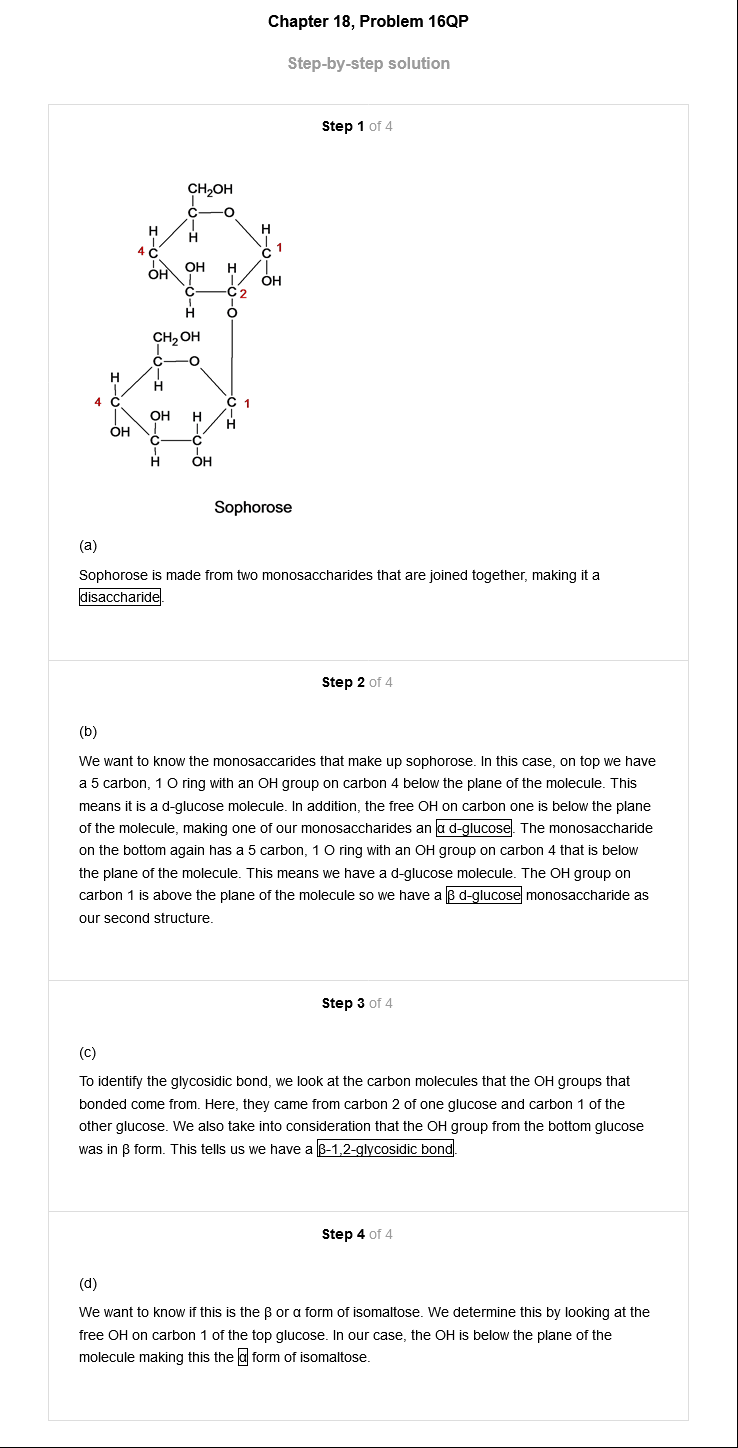 Chapter 18, Problem 16QP
Step-by-step solution
Step 1 of 4
CH₂OH
C O
H H H
4 C C 1
OH OH H OH
C C 2
H O
CH₂ OH
C O
H H
4 C C 1
OH OH H H
C C
H OH
Sophorose
(a)
Sophorose is made from two monosaccharides that are joined together, making it a
disaccharide.
Step 2 of 4
(b)
We want to know the monosaccarides that make up sophorose. In this case, on top we have
a 5 carbon, 1 O ring with an OH group on carbon 4 below the plane of the molecule. This
means it is a d-glucose molecule. In addition, the free OH on carbon one is below the plane
of the molecule, making one of our monosaccharides an α d-glucose. The monosaccharide
on the bottom again has a 5 carbon, 1 O ring with an OH group on carbon 4 that is below
the plane of the molecule. This means we have a d-glucose molecule. The OH group on
carbon 1 is above the plane of the molecule so we have a β d-glucose monosaccharide as
our second structure.
Step 3 of 4
(c)
To identify the glycosidic bond, we look at the carbon molecules that the OH groups that
bonded come from. Here, they came from carbon 2 of one glucose and carbon 1 of the
other glucose. We also take into consideration that the OH group from the bottom glucose
was in β form. This tells us we have a β-1,2-glycosidic bond.
Step 4 of 4
(d)
We want to know if this is the β or α form of isomaltose. We determine this by looking at the
free OH on carbon 1 of the top glucose. In our case, the OH is below the plane of the
molecule making this the α form of isomaltose.